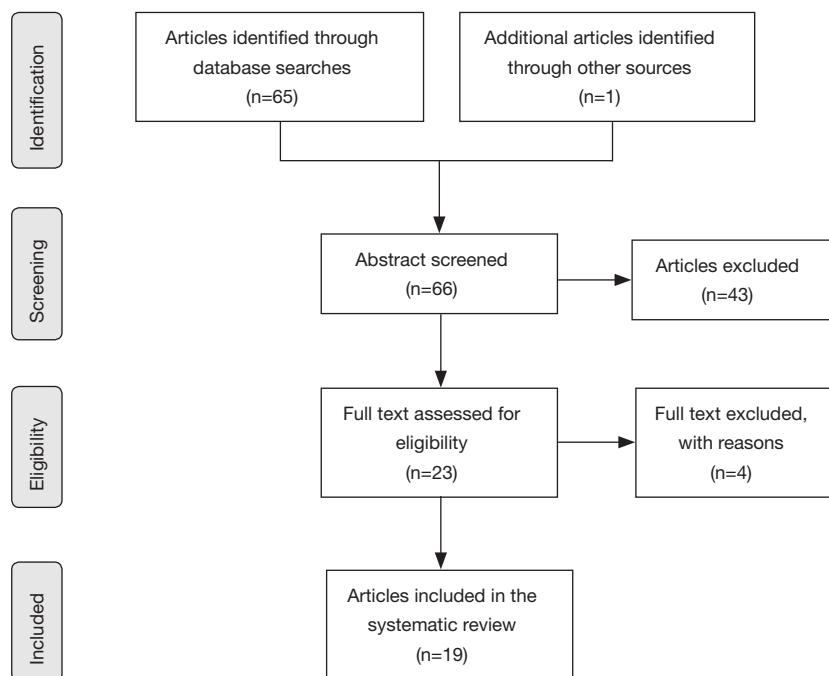 Identification
Articles identified through
database searches
(n=65)
Additional articles identified
through other sources
(n=1)
Screening
Abstract screened
(n=66)
Articles excluded
(n=43)
Eligibility
Full text assessed for
eligibility
(n=23)
Full text excluded,
with reasons
(n=4)
Included
Articles included in the
systematic review
(n=19)